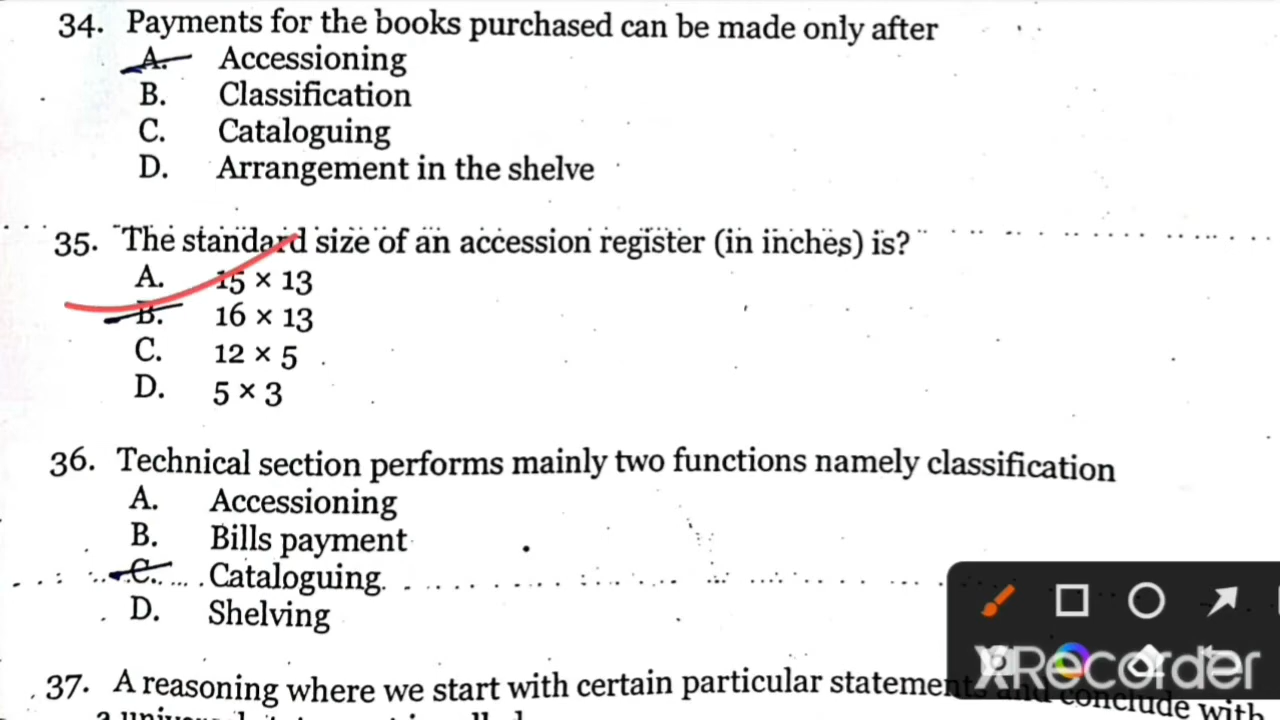 34. Payments for the books purchased can be made only after
A. Accessioning
B. Classification
C. Cataloguing
D. Arrangement in the shelve
35. The standard size of an accession register (in inches) is?
A. 15 × 13
B. 16 × 13
C. 12 × 5
D. 5 × 3
36. Technical section performs mainly two functions namely classification
A. Accessioning
B. Bills payment
C. Cataloguing
D. Shelving
37. A reasoning where we start with certain particular statements and conclude with
XRecorder